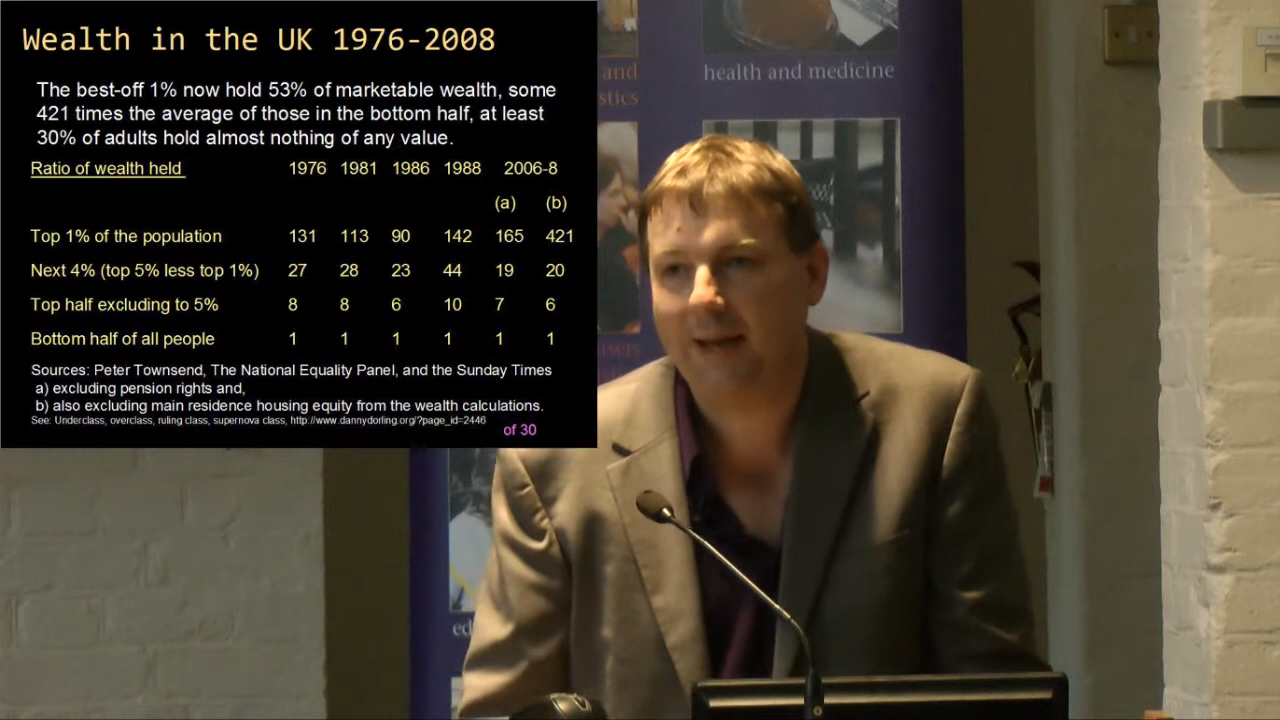 Wealth in the UK 1976-2008
The best-off 1% now hold 53% of marketable wealth, some
421 times the average of those in the bottom half, at least
30% of adults hold almost nothing of any value.
Ratio of wealth held 1976 1981 1986 1988 2006-8
(a) (b)
Top 1% of the population 131 113 90 142 165 421
Next 4% (top 5% less top 1%) 27 28 23 44 19 20
Top half excluding to 5% 8 8 6 10 7 6
Bottom half of all people 1 1 1 1 1 1
Sources: Peter Townsend, The National Equality Panel, and the Sunday Times
a) excluding pension rights and,
b) also excluding main residence housing equity from the wealth calculations.
See: Underclass, overclass, ruling class, supernova class, http://www.dannydorling.org/?page_id=2446
of 30
and
stics
health and medicine
ed